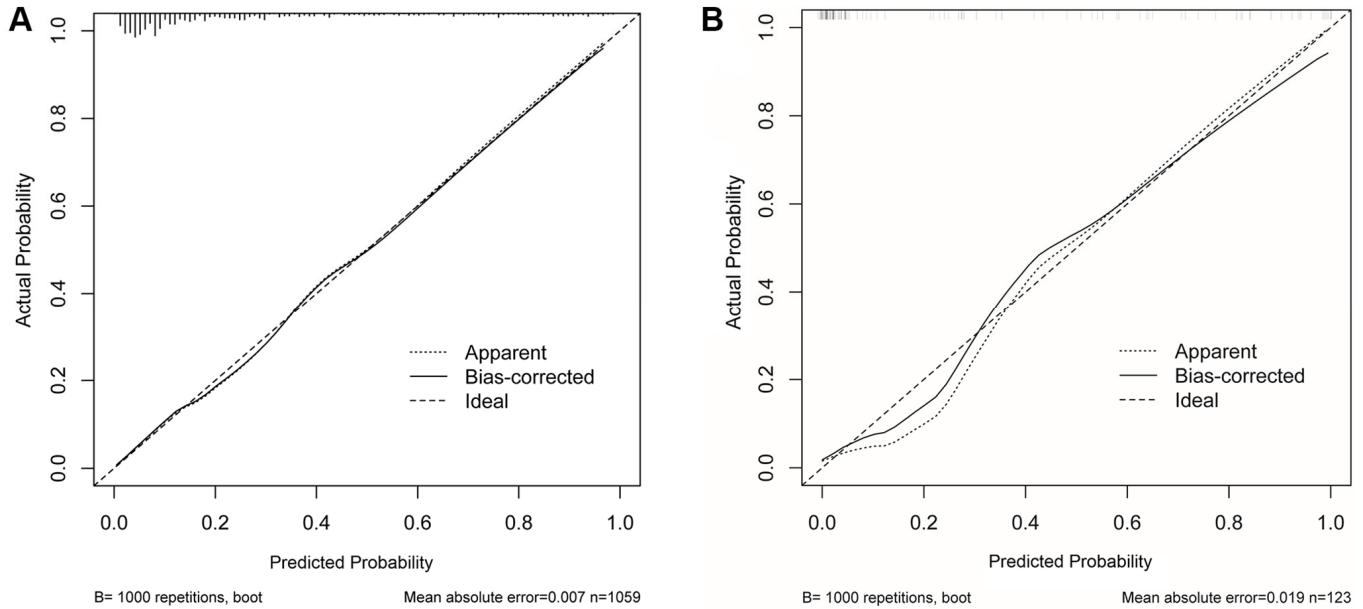 A
Actual Probability
1.0
0.8
0.6
0.4
0.2
0.0
Apparent
Bias-corrected
Ideal
0.0 0.2 0.4 0.6 0.8 1.0
Predicted Probability
B= 1000 repetitions, boot Mean absolute error=0.007 n=1059
B
Actual Probability
1.0
0.8
0.6
0.4
0.2
0.0
Apparent
Bias-corrected
Ideal
0.0 0.2 0.4 0.6 0.8 1.0
Predicted Probability
B= 1000 repetitions, boot Mean absolute error=0.019 n=123